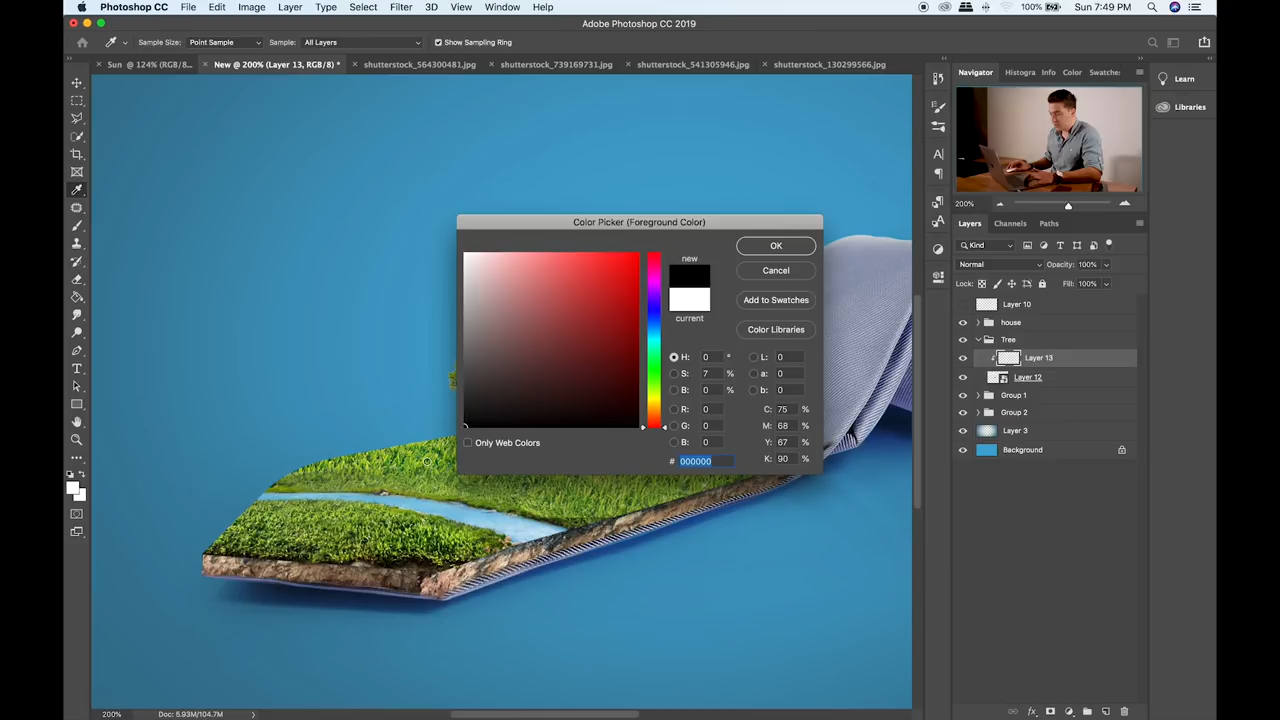 Photoshop CC File Edit Image Layer Type Select Filter 3D View Window Help 100% Sun 7:49 PM
Adobe Photoshop CC 2019
Sample Size: Point Sample Sample: All Layers Show Sampling Ring
Sun @ 124% (RGB/8... New @ 200% (Layer 13, RGB/8) * shutterstock_564300481.jpg shutterstock_739169731.jpg shutterstock_541305946.jpg shutterstock_130299566.jpg
Navigator Histogra Info Color Swatche:
Learn
Libraries
200%
Layers Channels Paths
Kind
Normal Opacity: 100%
Lock: Fill: 100%
Layer 10
house
Tree
Layer 13
Layer 12
Group 1
Group 2
Layer 3
Background
Color Picker (Foreground Color)
new
current
OK
Cancel
Add to Swatches
Color Libraries
H: 0 ° L: 0
S: 7 % a: 0
B: 0 % b: 0
R: 0 C: 75 %
G: 0 M: 68 %
B: 0 Y: 67 %
# 000000 K: 90 %
Only Web Colors
200% Doc: 5.93M/104.7M